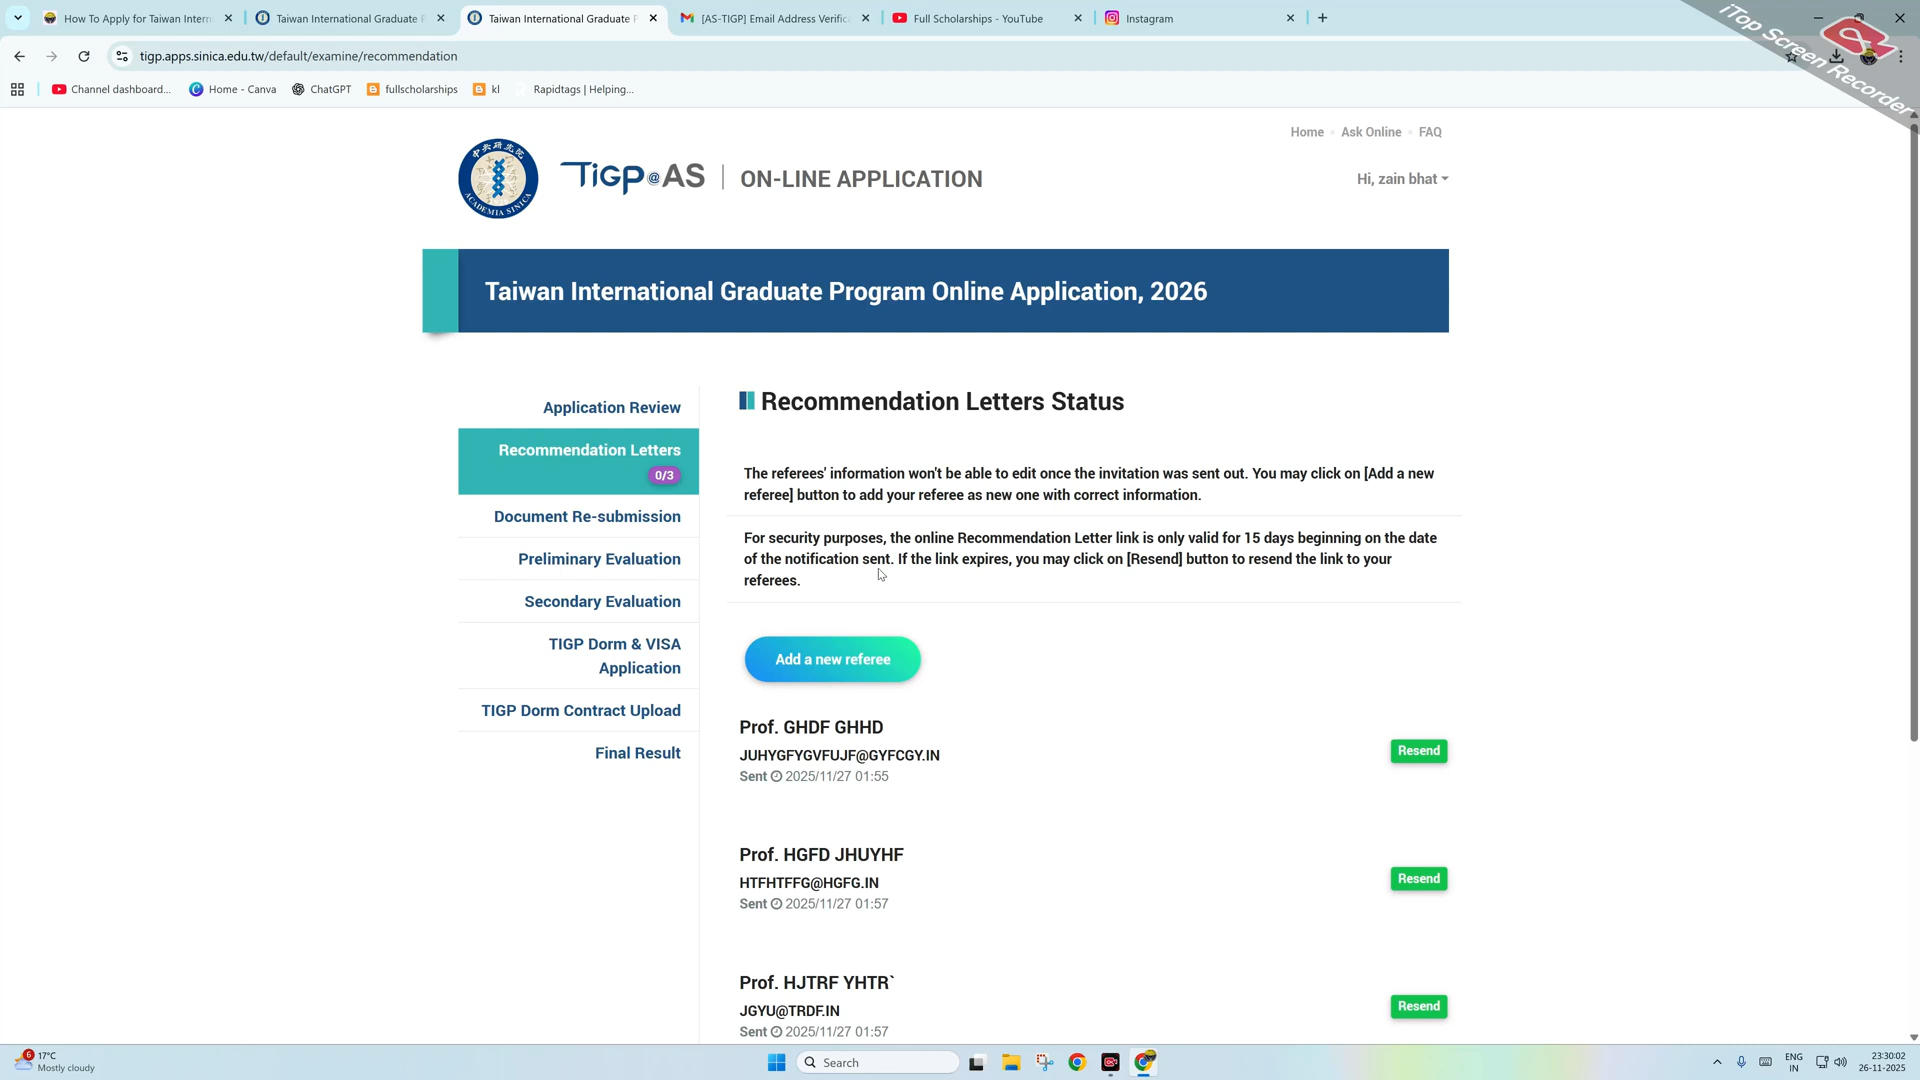 How To Apply for Taiwan Intern
Taiwan International Graduate P
Taiwan International Graduate P
[AS-TIGP] Email Address Verifica
Full Scholarships - YouTube
Instagram
tigp.apps.sinica.edu.tw/default/examine/recommendation
Channel dashboard...
Home - Canva
ChatGPT
fullscholarships
kl
Rapidtags | Helping...
iTop Screen Recorder
Home
Ask Online
FAQ
中央研究院
ACADEMIA SINICA
TiGP@AS
ON-LINE APPLICATION
Hi, zain bhat
Taiwan International Graduate Program Online Application, 2026
Application Review
Recommendation Letters
0/3
Document Re-submission
Preliminary Evaluation
Secondary Evaluation
TIGP Dorm & VISA
Application
TIGP Dorm Contract Upload
Final Result
Recommendation Letters Status
The referees' information won't be able to edit once the invitation was sent out. You may click on [Add a new
referee] button to add your referee as new one with correct information.
For security purposes, the online Recommendation Letter link is only valid for 15 days beginning on the date
of the notification sent. If the link expires, you may click on [Resend] button to resend the link to your
referees.
Add a new referee
Prof. GHDF GHHD
JUHYGFYGVFUJF@GYFCGY.IN
Sent 2025/11/27 01:55
Resend
Prof. HGFD JHUYHF
HTFHTFFG@HGFG.IN
Sent 2025/11/27 01:57
Resend
Prof. HJTRF YHTR`
JGYU@TRDF.IN
Sent 2025/11/27 01:57
Resend
6
17°C
Mostly cloudy
Search
ENG
IN
23:30:02
26-11-2025